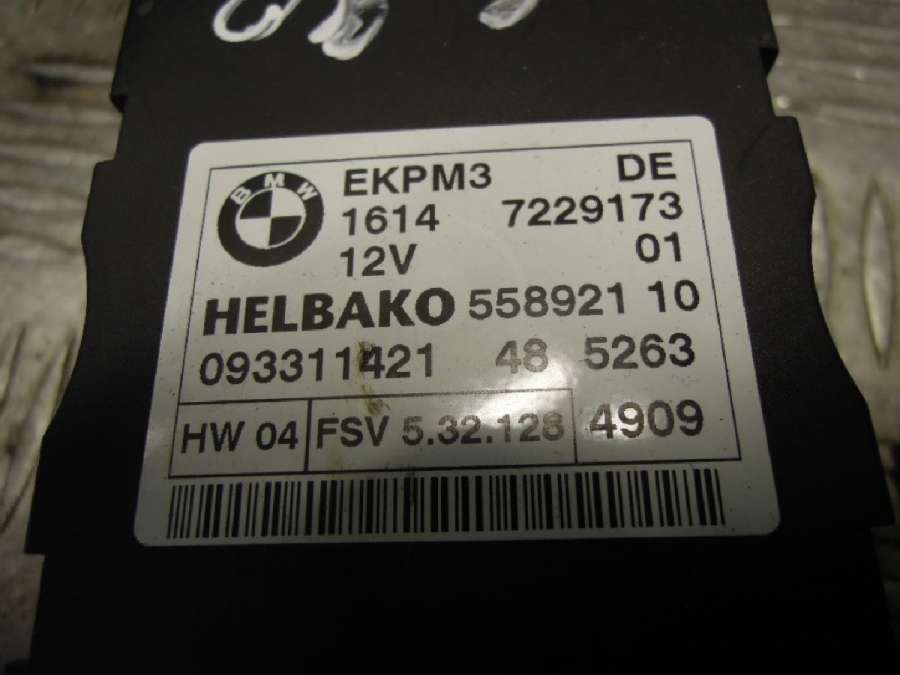 BMW EKPM3 DE
1614 7229173
12V 01
HELBAKO 558921 10
093311421 48 5263
HW 04 FSV 5.32.128 4909